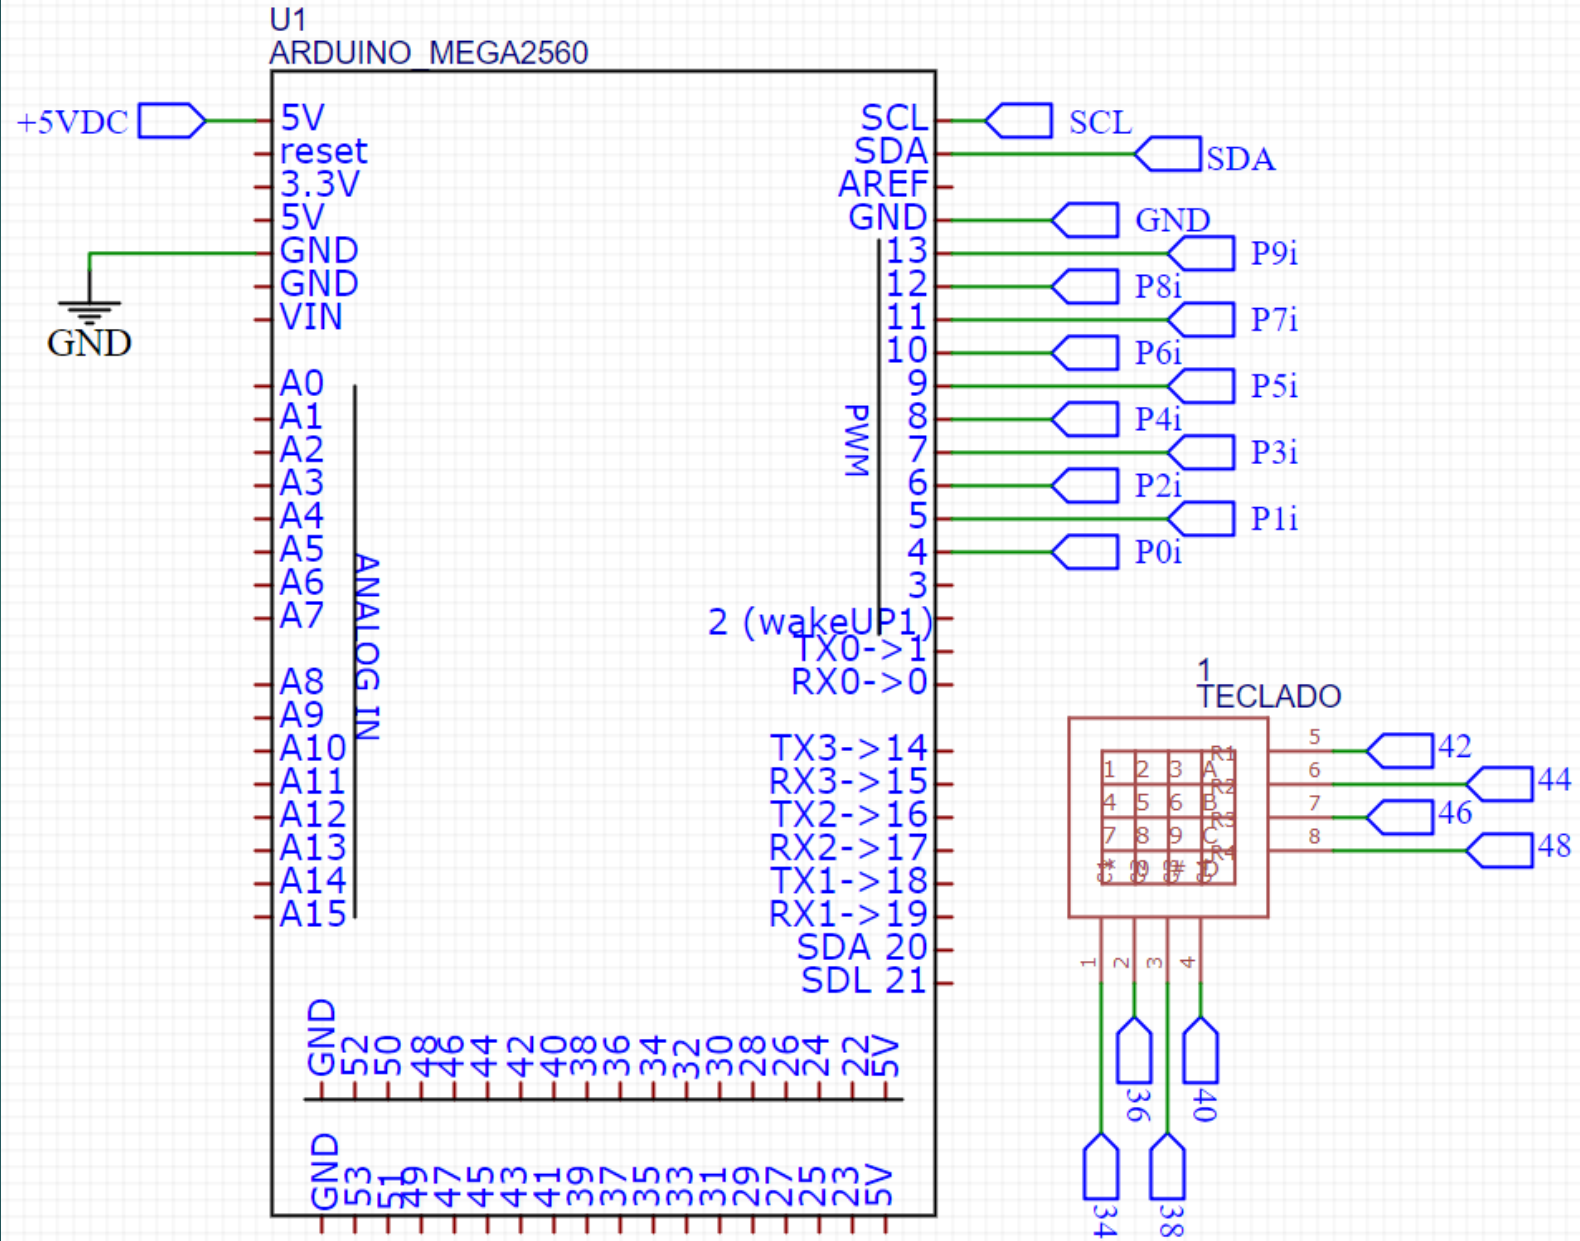 U1
ARDUINO_MEGA2560
+5VDC
5V
reset
3.3V
5V
GND
GND
VIN
GND
A0
A1
A2
A3
A4
A5
A6
A7
A8
A9
A10
A11
A12
A13
A14
A15
ANALOG IN
SCL
SDA
AREF
GND
13
12
11
10
9
8
7
6
5
4
3
2 (wakeUP1)
TX0->1
RX0->0
PWM
TX3->14
RX3->15
TX2->16
RX2->17
TX1->18
RX1->19
SDA 20
SDL 21
SCL
SDA
GND
P9i
P8i
P7i
P6i
P5i
P4i
P3i
P2i
P1i
P0i
GND 52 50 48 46 44 42 40 38 36 34 32 30 28 26 24 22 5V
GND 53 51 49 47 45 43 41 39 37 35 33 31 29 27 25 23 5V
1
TECLADO
1 2 3 A
4 5 6 B
7 8 9 C
* 0 # D
R1
R2
R3
R4
5
6
7
8
42
44
46
48
1
2
3
4
36
40
34
38